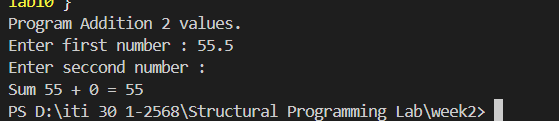 lab10 }
Program Addition 2 values.
Enter first number : 55.5
Enter seccond number :
Sum 55 + 0 = 55
PS D:\iti 30 1-2568\Structural Programming Lab\week2>